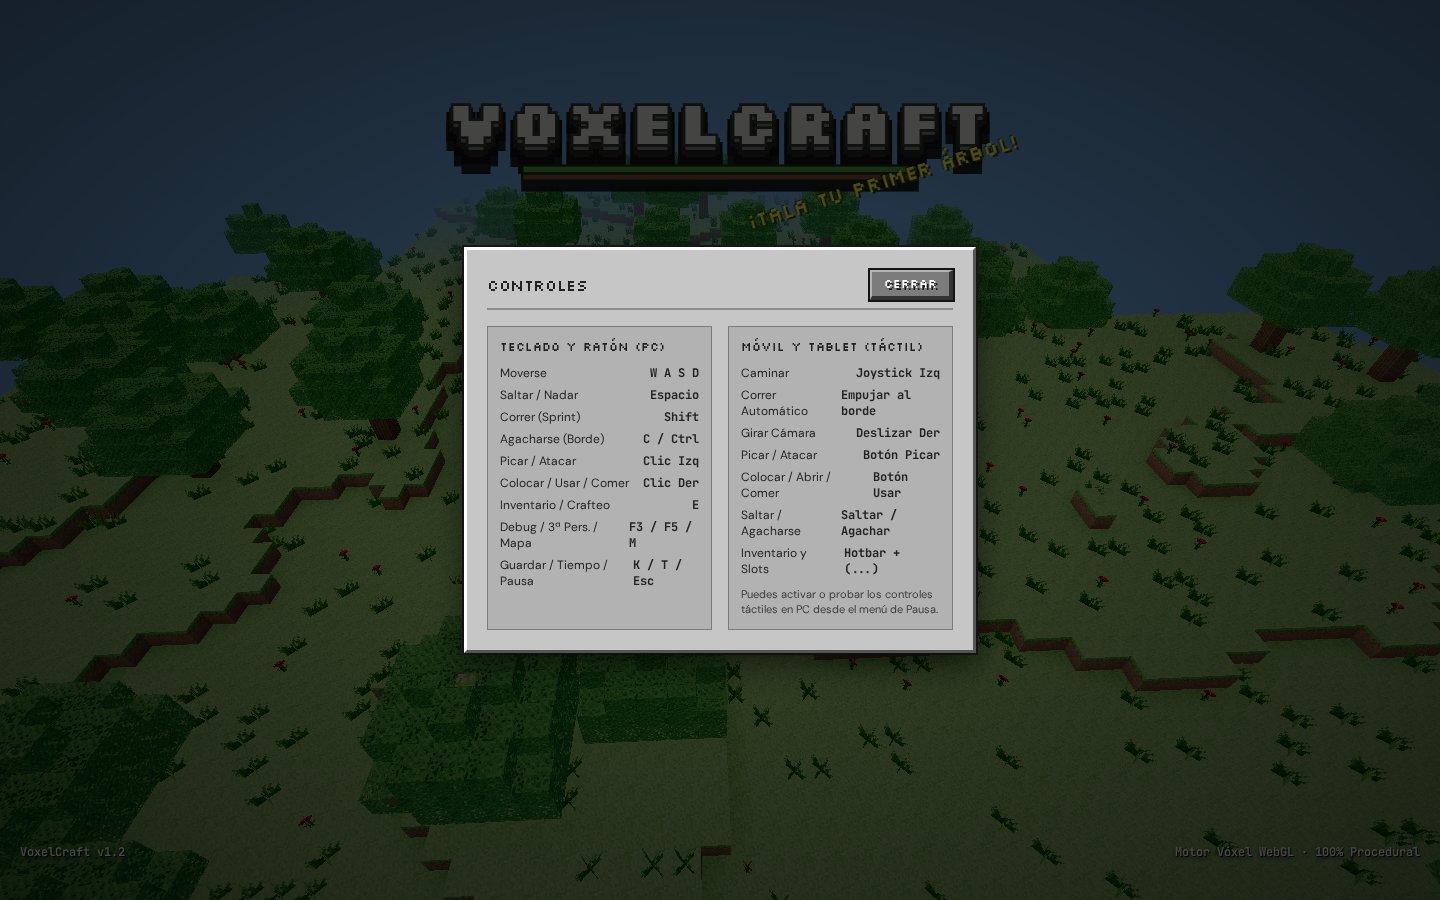 VOXELCRAFT
¡TALA TU PRIMER ÁRBOL!
CONTROLES
CERRAR
TECLADO Y RATÓN (PC)
Moverse W A S D
Saltar / Nadar Espacio
Correr (Sprint) Shift
Agacharse (Borde) C / Ctrl
Picar / Atacar Clic Izq
Colocar / Usar / Comer Clic Der
Inventario / Crafteo E
Debug / 3ª Pers. / F3 / F5 /
Mapa M
Guardar / Tiempo / K / T /
Pausa Esc
MÓVIL Y TABLET (TÁCTIL)
Caminar Joystick Izq
Correr Empujar al
Automático borde
Girar Cámara Deslizar Der
Picar / Atacar Botón Picar
Colocar / Abrir / Botón
Comer Usar
Saltar / Saltar /
Agacharse Agachar
Inventario y Hotbar +
Slots (...)
Puedes activar o probar los controles
táctiles en PC desde el menú de Pausa.
VoxelCraft v1.2
Motor Vóxel WebGL · 100% Procedural